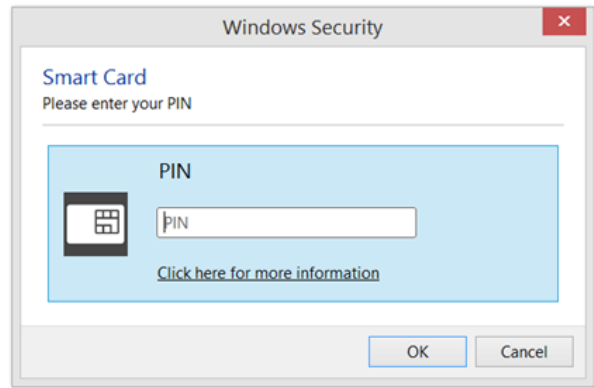 Windows Security
Smart Card
Please enter your PIN
PIN
PIN
Click here for more information
OK
Cancel